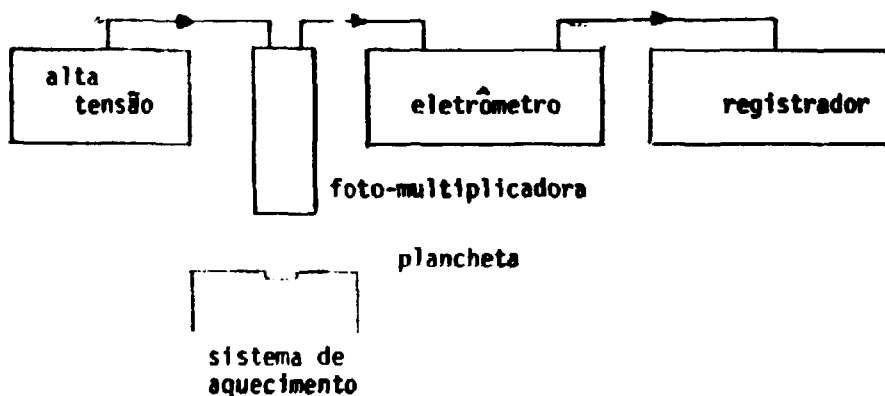 alta
tensão
eletrômetro
registrador
foto-multiplicadora
plancheta
sistema de
aquecimento